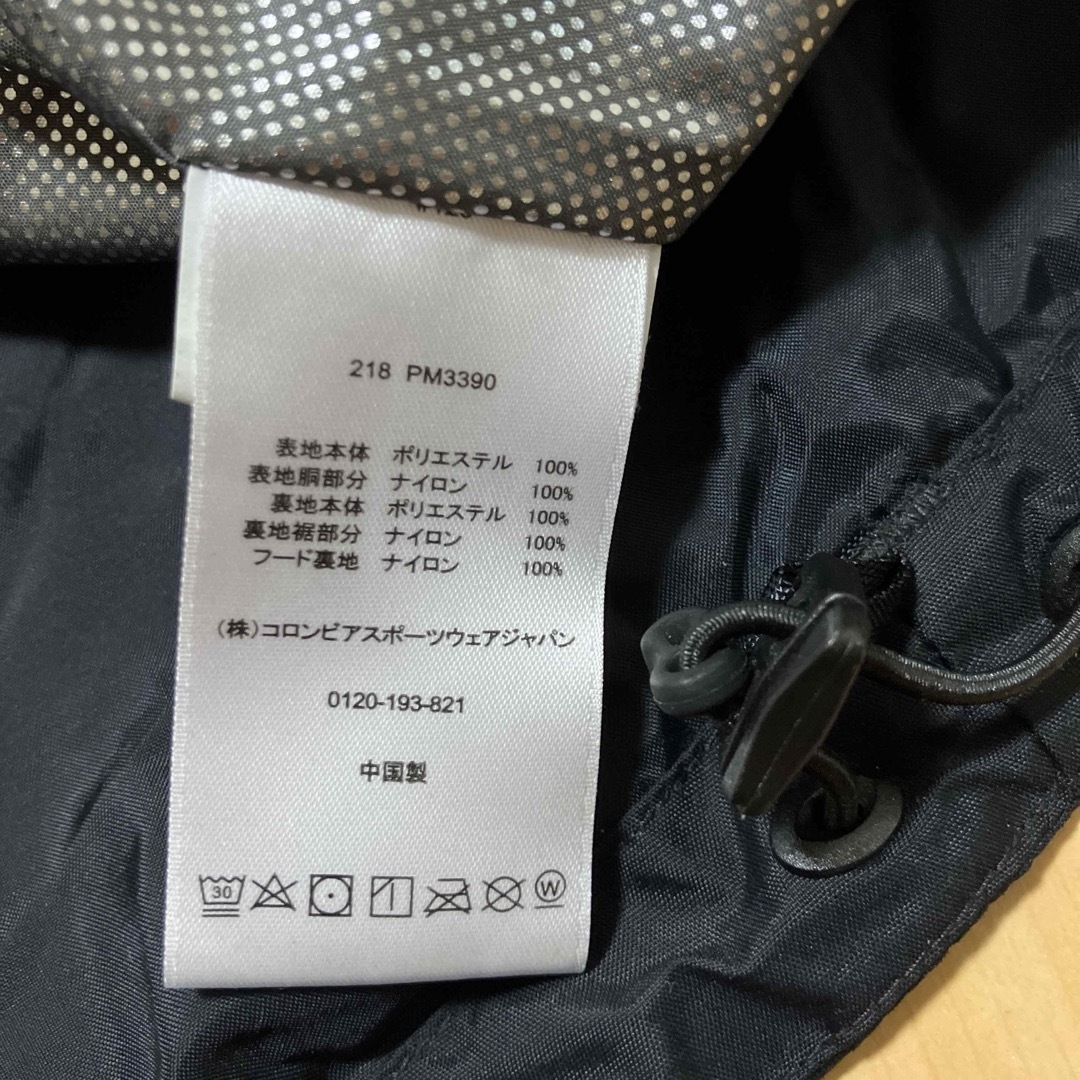 218 PM3390
表地本体 ポリエステル 100%
表地胴部分 ナイロン 100%
裏地本体 ポリエステル 100%
裏地裾部分 ナイロン 100%
フード裏地 ナイロン 100%
(株)コロンビアスポーツウェアジャパン
0120-193-821
中国製
30 W